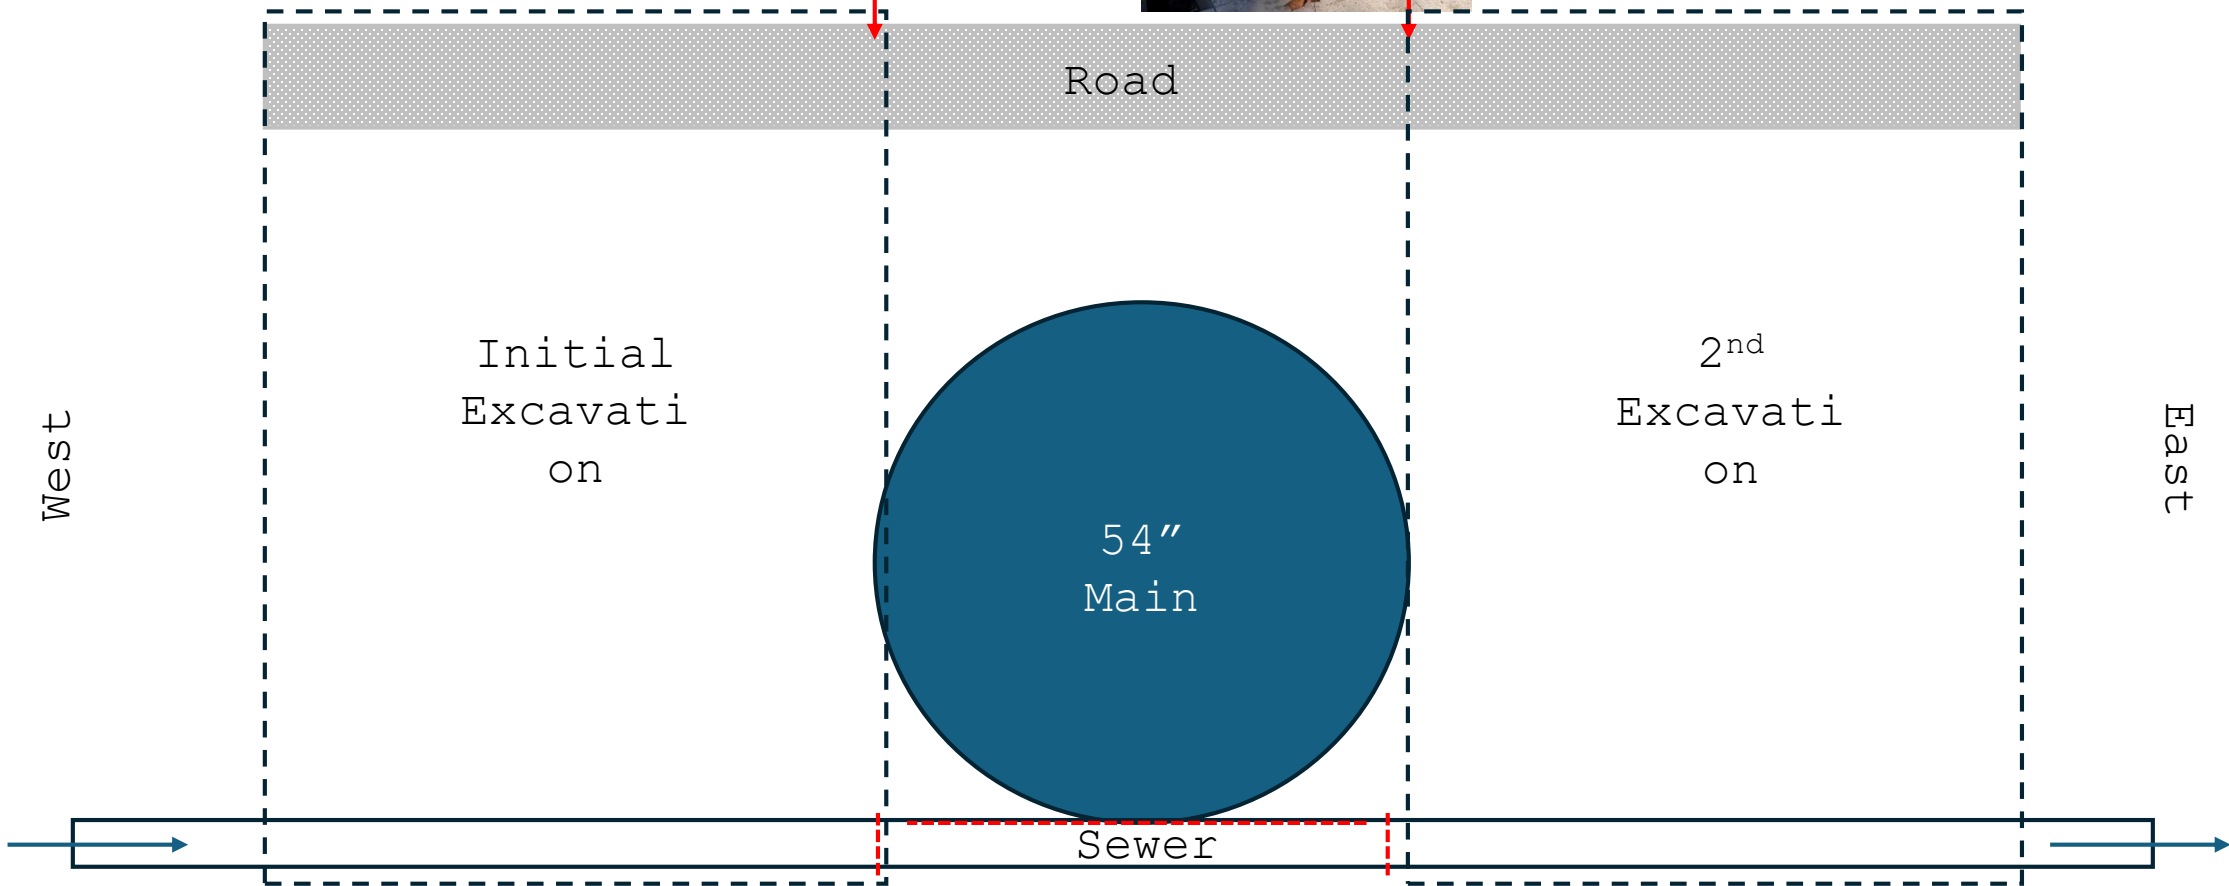 Road
Initial
Excavati
on
2nd
Excavati
on
West
East
54″
Main
Sewer